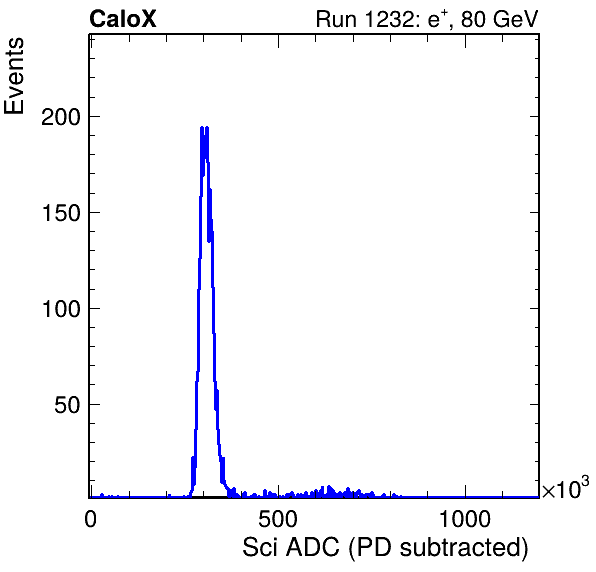 CaloX Run 1232: e⁺, 80 GeV
Events
200
150
100
50
0 500 1000 ×10³
Sci ADC (PD subtracted)